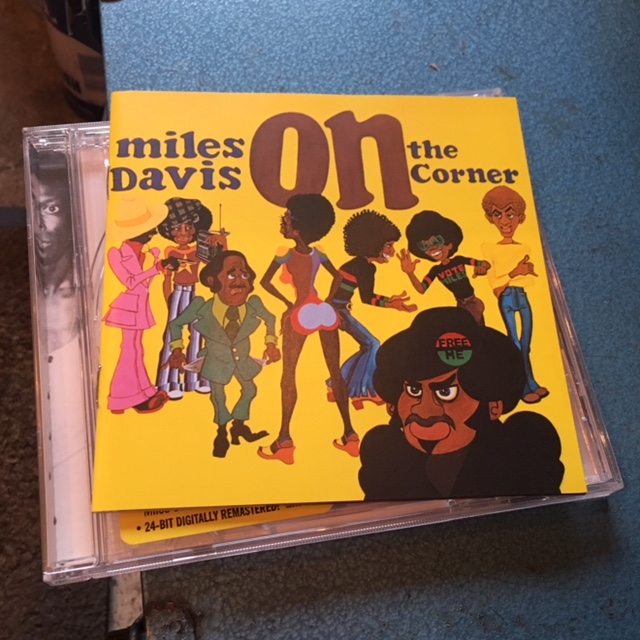 miles
Davis
on
the
Corner
VOTE
FREE
ME
• 24-BIT DIGITALLY REMASTERED!